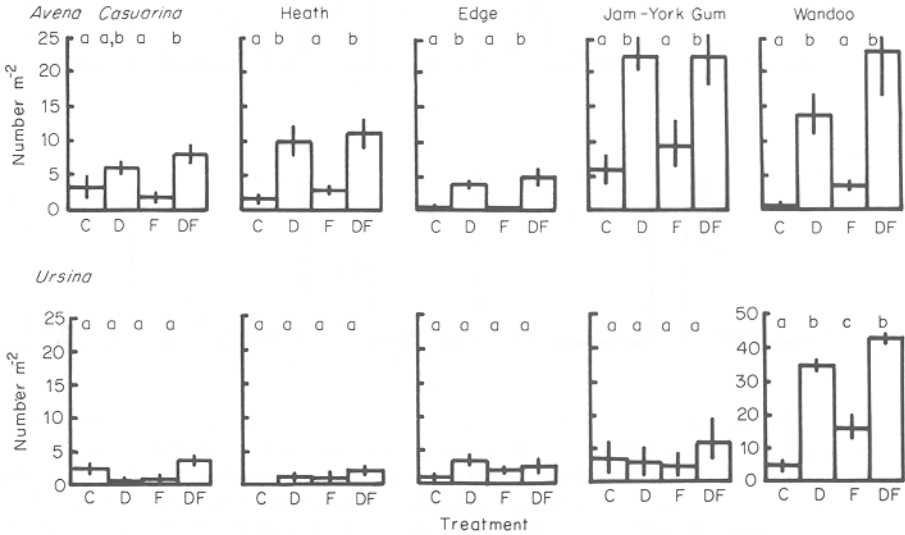 Avena Casuarina Heath Edge Jam-York Gum Wandoo
25 a a,b a b a b a b a b a b a b a b a b a b
20
15
10
5
0
Number m-2
C D F DF C D F DF C D F DF C D F DF C D F DF
Ursina
25 a a a a a a a a a a a a a a a a 50 a b c b
20 40
15 30
10 20
5 10
0 0
Number m-2
C D F DF C D F DF C D F DF C D F DF C D F DF
Treatment